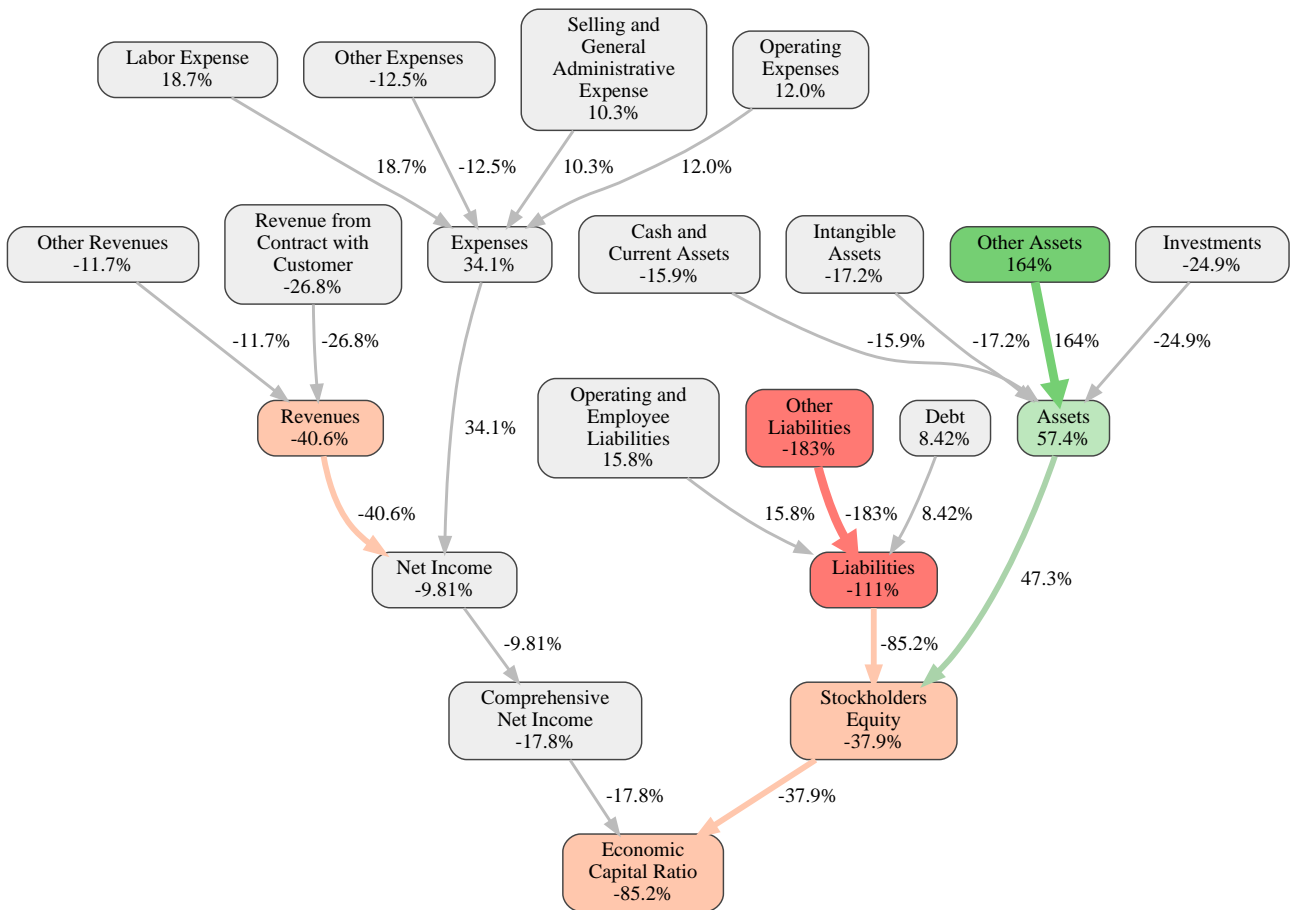 Labor Expense
18.7%
Other Expenses
-12.5%
Selling and
General
Administrative
Expense
10.3%
Operating
Expenses
12.0%
18.7%
-12.5%
10.3%
12.0%
Other Revenues
-11.7%
Revenue from
Contract with
Customer
-26.8%
Expenses
34.1%
Cash and
Current Assets
-15.9%
Intangible
Assets
-17.2%
Other Assets
164%
Investments
-24.9%
-11.7%
-26.8%
-15.9%
-17.2%
164%
-24.9%
Revenues
-40.6%
34.1%
Operating and
Employee
Liabilities
15.8%
Other
Liabilities
-183%
Debt
8.42%
Assets
57.4%
-40.6%
15.8%
-183%
8.42%
Net Income
-9.81%
Liabilities
-111%
47.3%
-9.81%
-85.2%
Comprehensive
Net Income
-17.8%
Stockholders
Equity
-37.9%
-17.8%
-37.9%
Economic
Capital Ratio
-85.2%